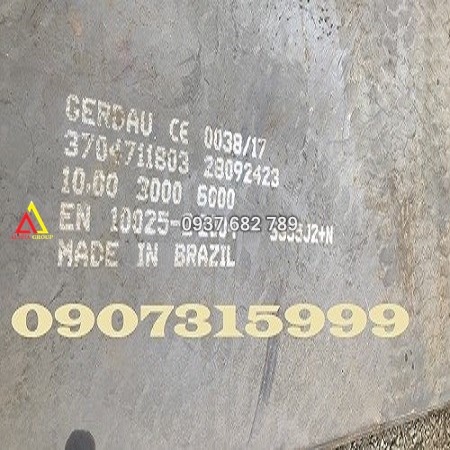 GERDAU CE 0038/17
3704711803 28092423
10.00 3000 6000
0937 682 789
EN 10025-
MADE IN BRAZIL
0907315999